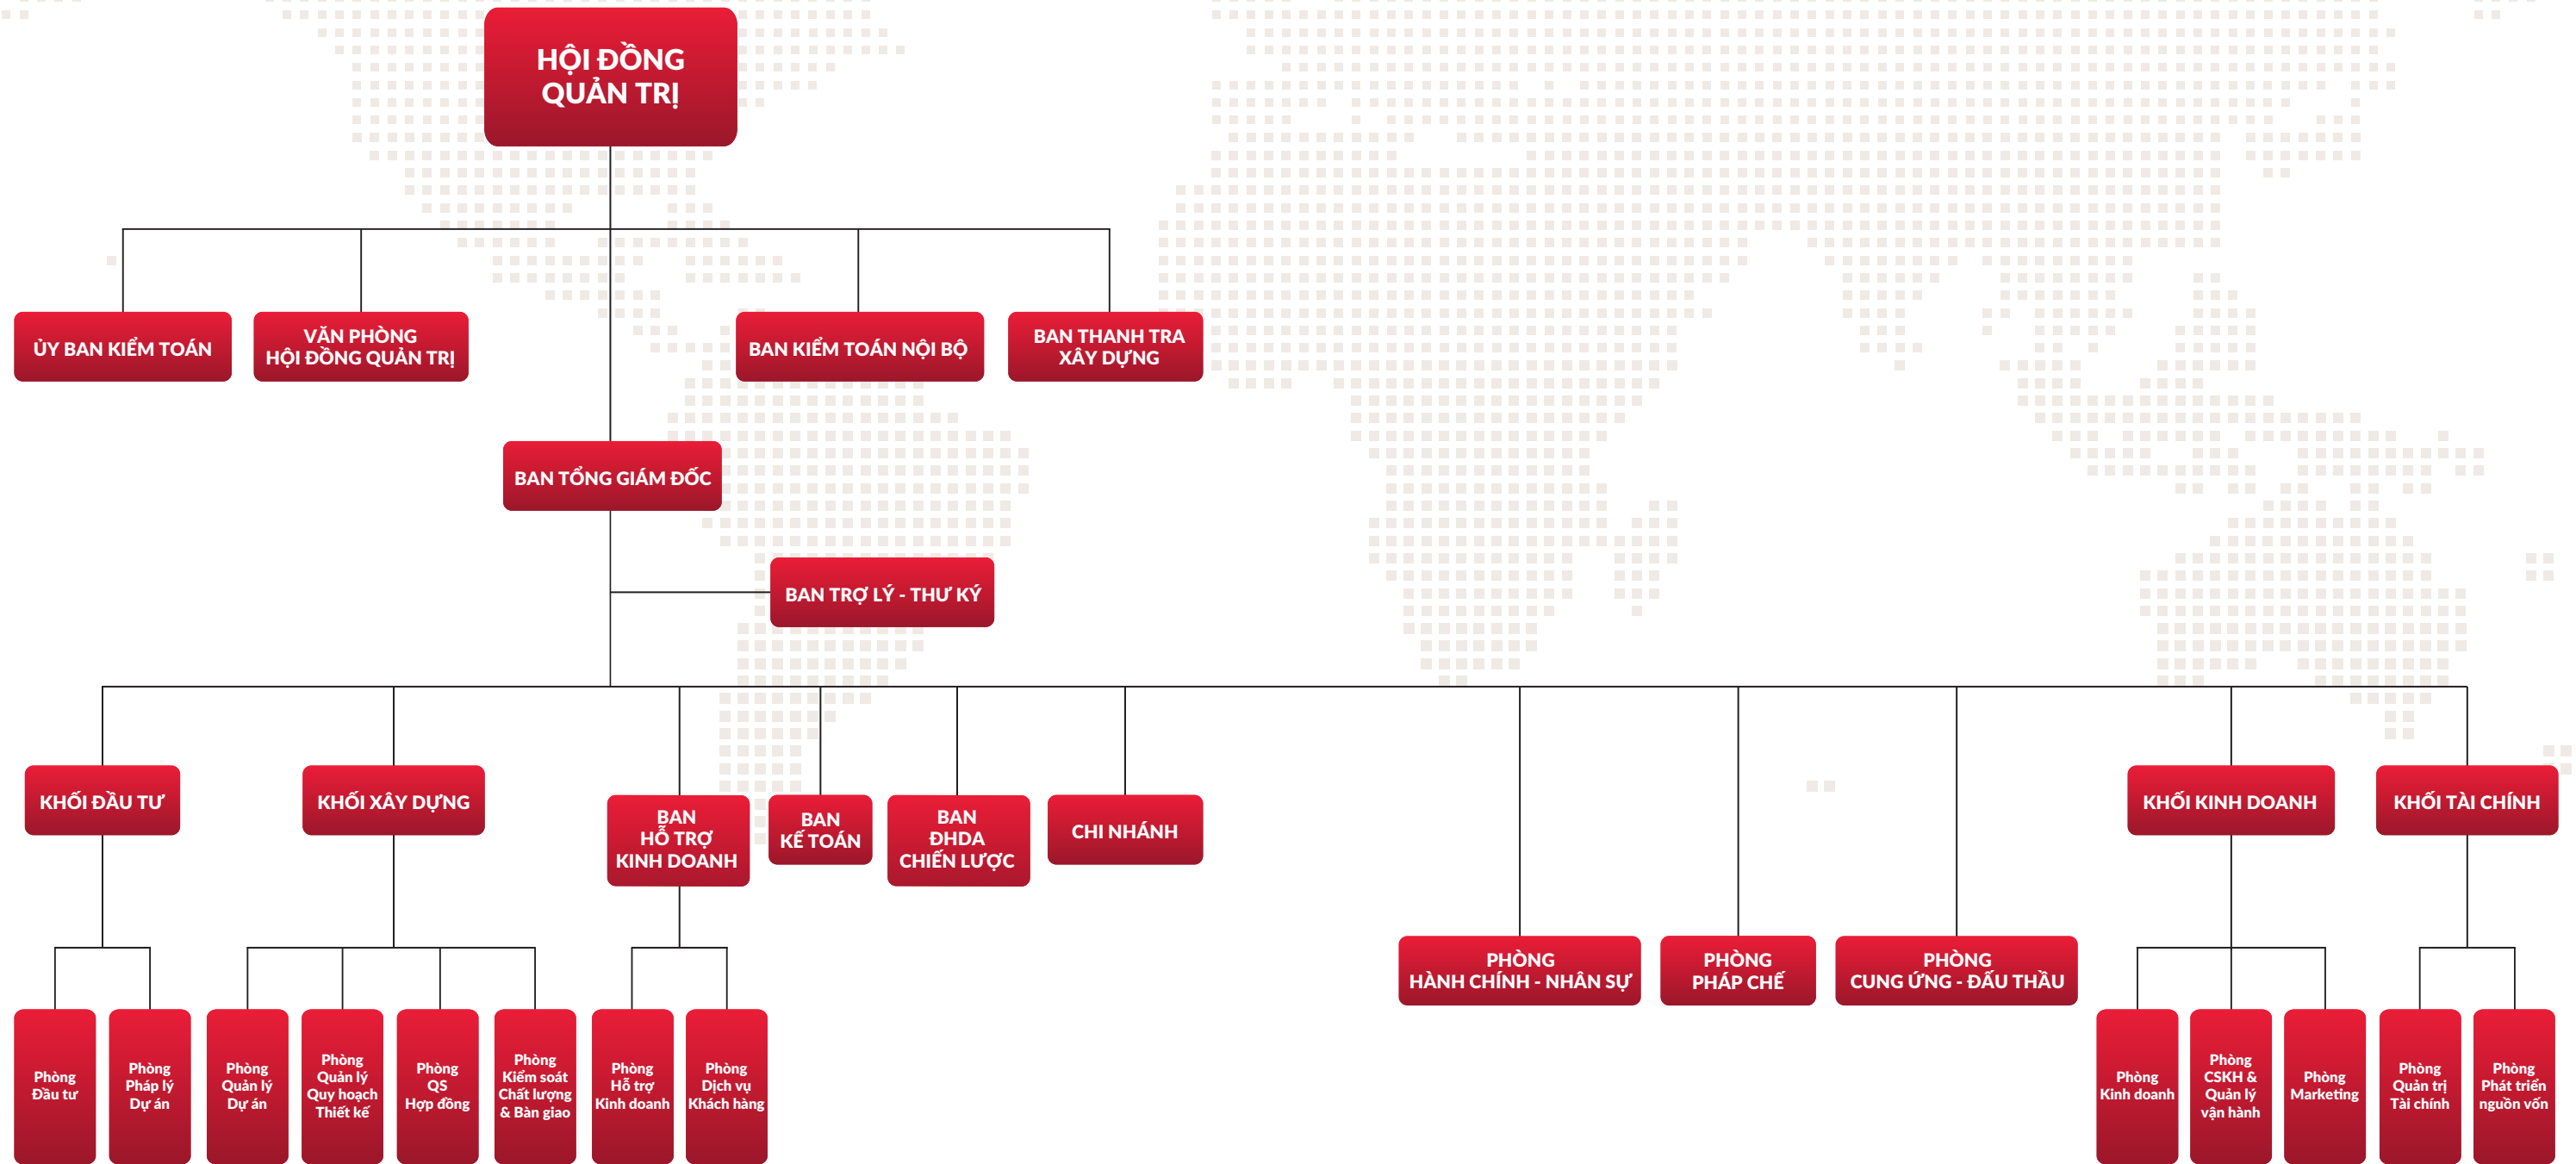 HỘI ĐỒNG
QUẢN TRỊ
ỦY BAN KIỂM TOÁN
VĂN PHÒNG
HỘI ĐỒNG QUẢN TRỊ
BAN KIỂM TOÁN NỘI BỘ
BAN THANH TRA
XÂY DỰNG
BAN TỔNG GIÁM ĐỐC
BAN TRỢ LÝ - THƯ KÝ
KHỐI ĐẦU TƯ
KHỐI XÂY DỰNG
BAN
HỖ TRỢ
KINH DOANH
BAN
KẾ TOÁN
BAN
ĐHDA
CHIẾN LƯỢC
CHI NHÁNH
KHỐI KINH DOANH
KHỐI TÀI CHÍNH
PHÒNG
HÀNH CHÍNH - NHÂN SỰ
PHÒNG
PHÁP CHẾ
PHÒNG
CUNG ỨNG - ĐẤU THẦU
Phòng
Đầu tư
Phòng
Pháp lý
Dự án
Phòng
Quản lý
Dự án
Phòng
Quản lý
Quy hoạch
Thiết kế
Phòng
QS
Hợp đồng
Phòng
Kiểm soát
Chất lượng
& Bàn giao
Phòng
Hỗ trợ
Kinh doanh
Phòng
Dịch vụ
Khách hàng
Phòng
Kinh doanh
Phòng
CSKH &
Quản lý
vận hành
Phòng
Marketing
Phòng
Quản trị
Tài chính
Phòng
Phát triển
nguồn vốn